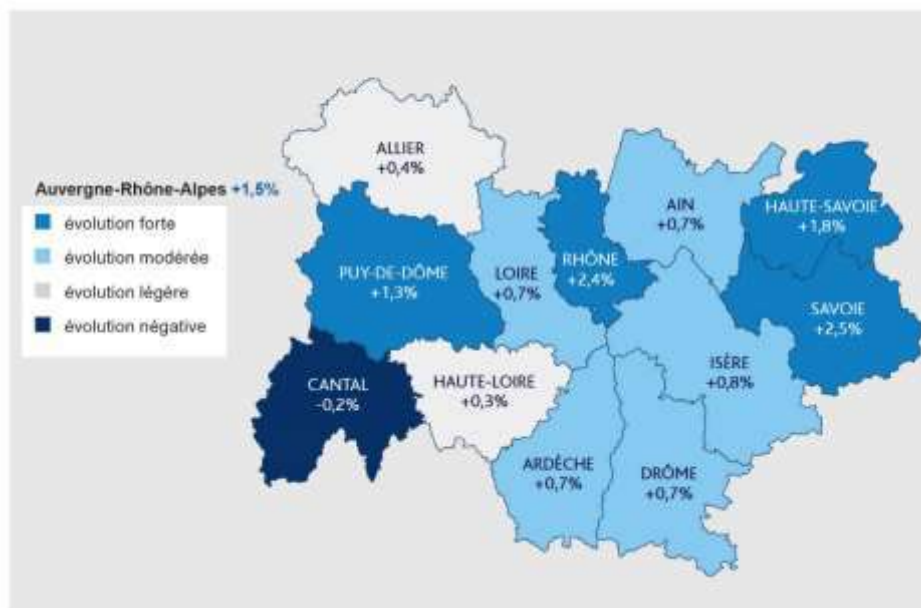 Auvergne-Rhône-Alpes +1,5%
évolution forte
évolution modérée
évolution légère
évolution négative
ALLIER
+0,4%
PUY-DE-DÔME
+1,3%
LOIRE
+0,7%
RHÔNE
+2,4%
AIN
+0,7%
HAUTE-SAVOIE
+1,8%
SAVOIE
+2,5%
ISÈRE
+0,8%
CANTAL
-0,2%
HAUTE-LOIRE
+0,3%
ARDÈCHE
+0,7%
DRÔME
+0,7%